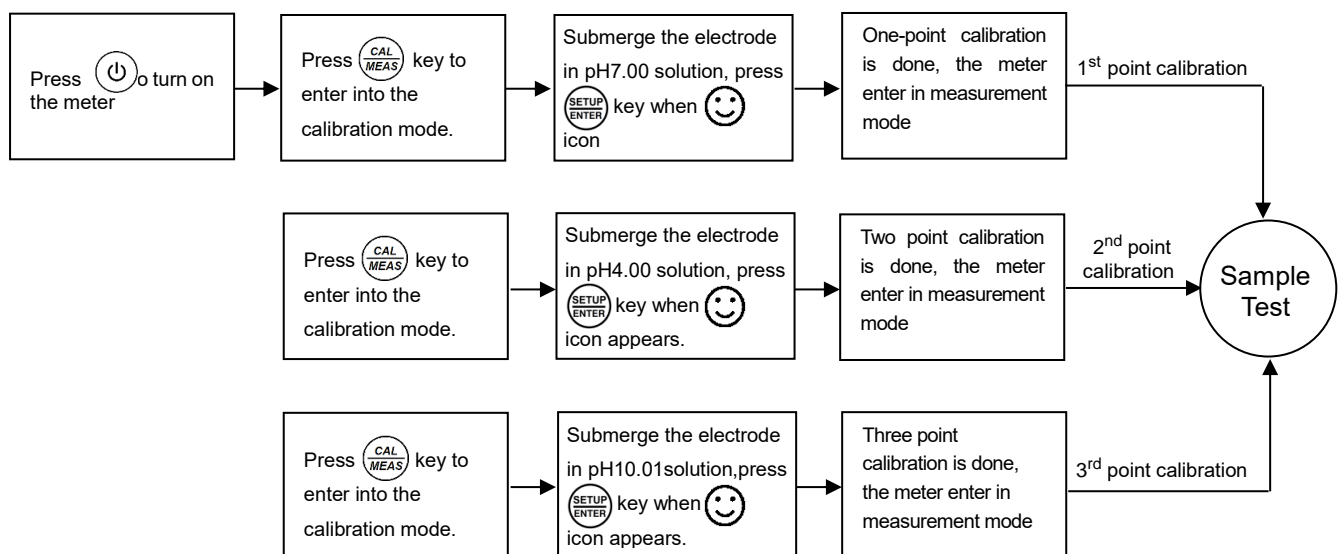 Press o turn on
the meter
Press CAL
MEAS key to
enter into the
calibration mode.
Submerge the electrode
in pH7.00 solution, press
SETUP
ENTER key when
icon
One-point calibration
is done, the meter
enter in measurement
mode
1st point calibration
Press CAL
MEAS key to
enter into the
calibration mode.
Submerge the electrode
in pH4.00 solution, press
SETUP
ENTER key when
icon appears.
Two point calibration
is done, the meter
enter in measurement
mode
2nd point
calibration
Sample
Test
Press CAL
MEAS key to
enter into the
calibration mode.
Submerge the electrode
in pH10.01solution,press
SETUP
ENTER key when
icon appears.
Three point
calibration is done,
the meter enter in
measurement mode
3rd point calibration